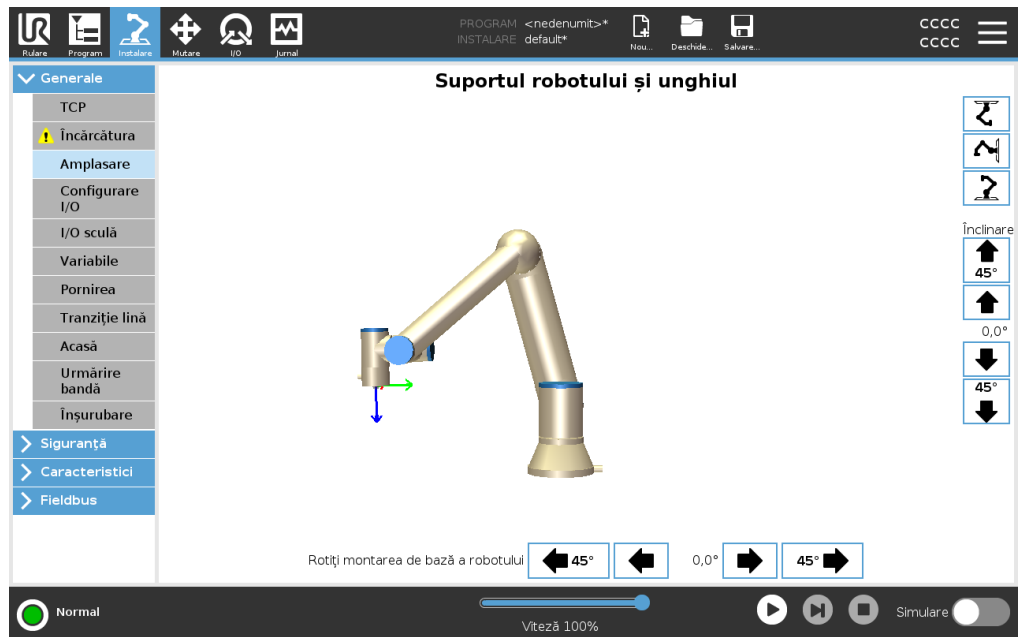 UR
PROGRAM <nedenumit>*
INSTALARE default*
cccc
cccc
Rulare Program Instalare Mutare I/O Jurnal Nou... Deschide... Salvare...
Generale
Suportul robotului și unghiul
TCP
Încărcătura
Amplasare
Configurare
I/O
I/O sculă
Variabile
Pornirea
Tranziție lină
Acasă
Urmărire
bandă
Înșurubare
Siguranță
Caracteristici
Fieldbus
Înclinare
45°
0,0°
45°
Rotiți montarea de bază a robotului 45° 0,0° 45°
Normal
Viteză 100%
Simulare